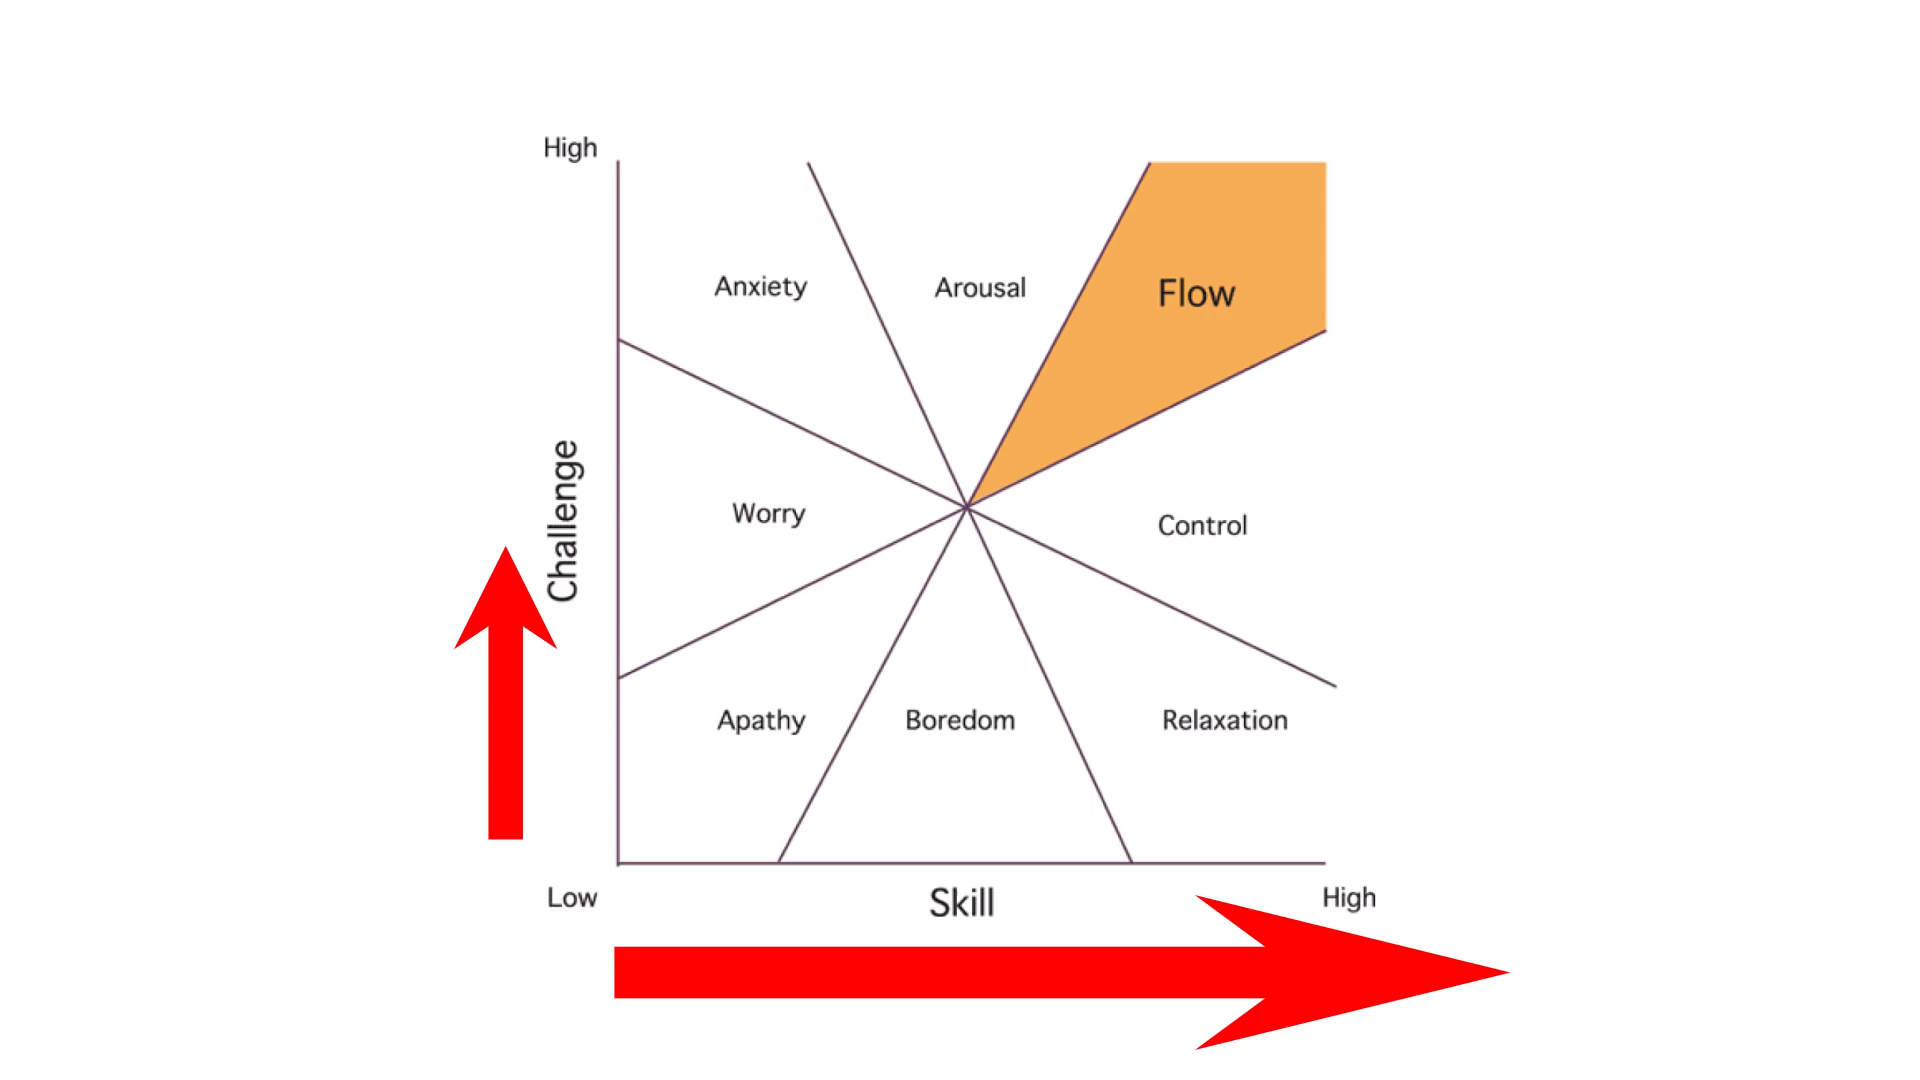 High
Anxiety
Arousal
Flow
Challenge
Worry
Control
Apathy
Boredom
Relaxation
Low
Skill
High